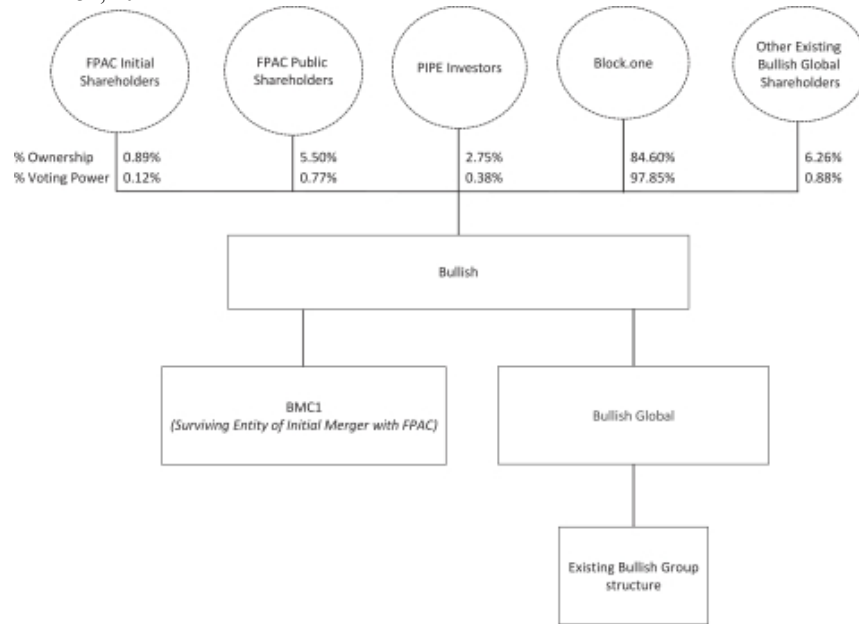 FPAC Initial
Shareholders
FPAC Public
Shareholders
PIPE Investors
Block.one
Other Existing
Bullish Global
Shareholders
% Ownership 0.89% 5.50% 2.75% 84.60% 6.26%
% Voting Power 0.12% 0.77% 0.38% 97.85% 0.88%
Bullish
BMC1
(Surviving Entity of Initial Merger with FPAC)
Bullish Global
Existing Bullish Group
structure